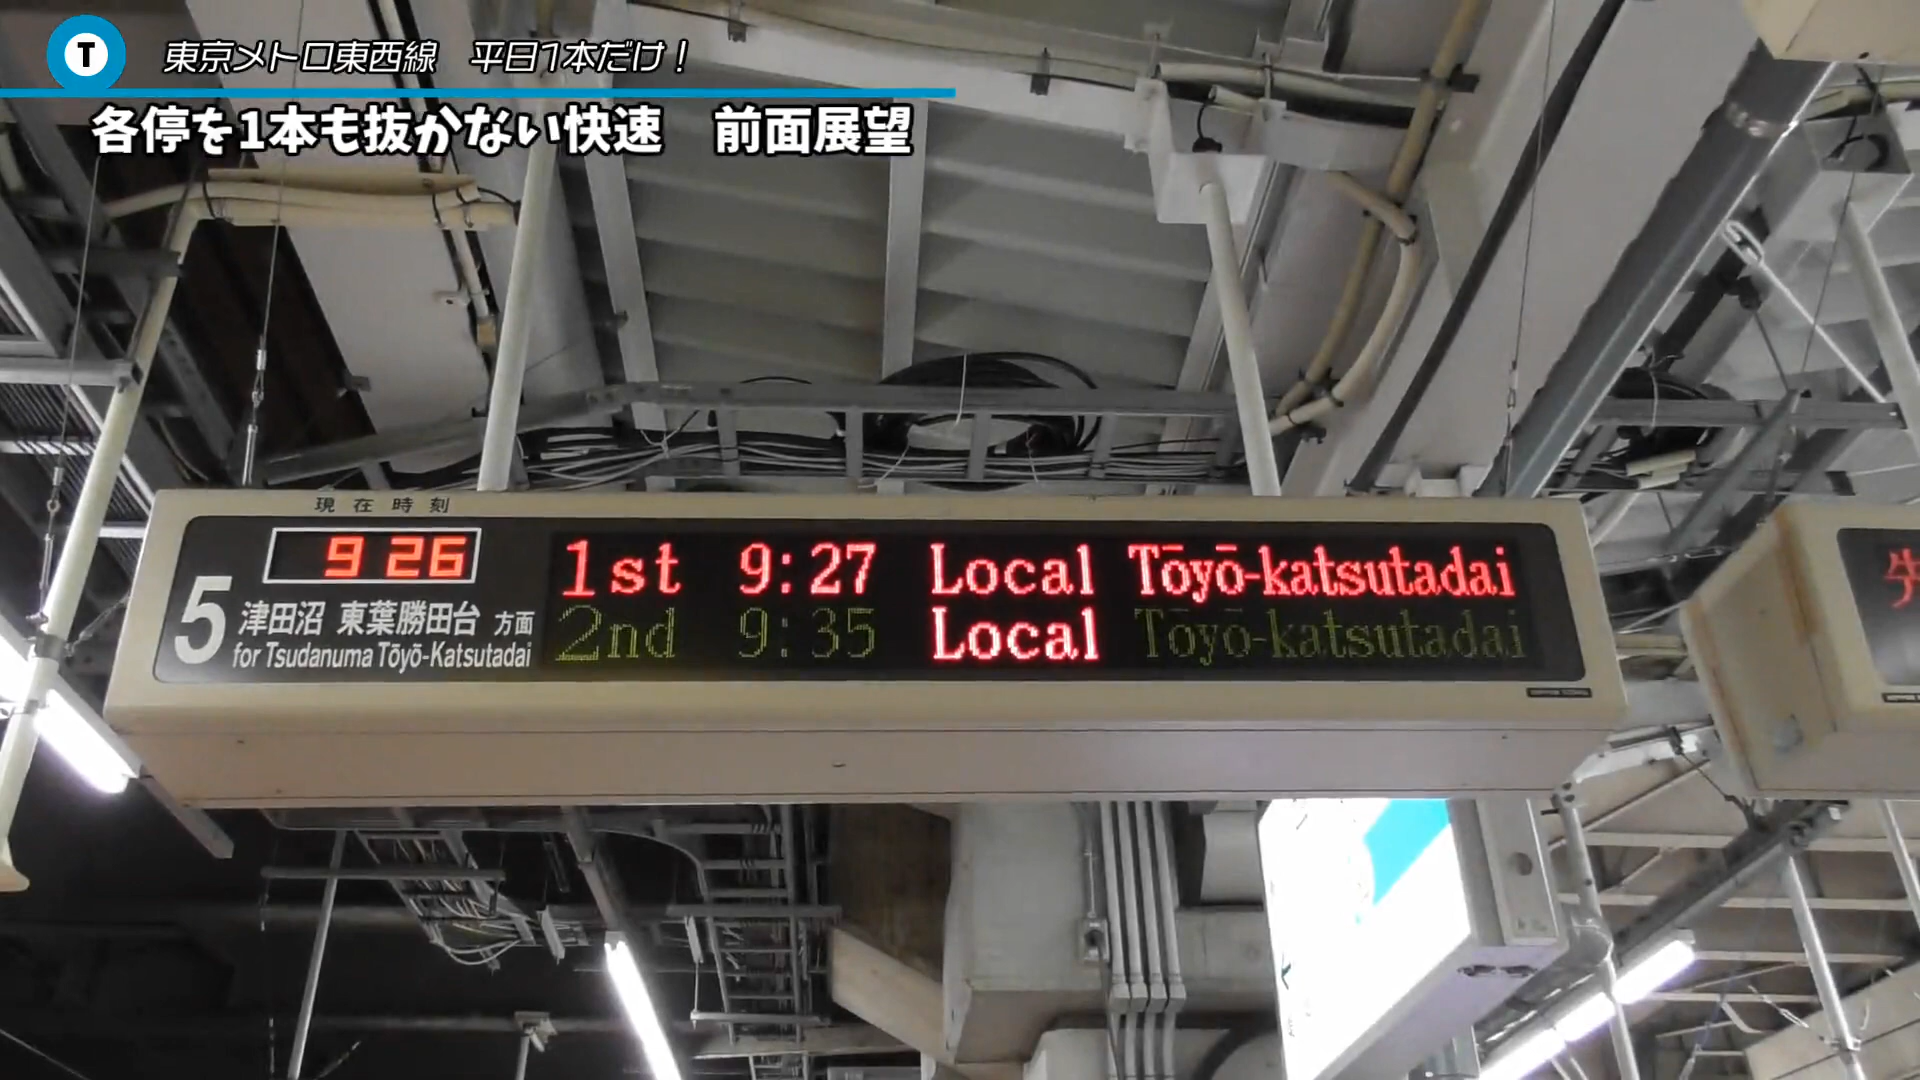 T 東京メトロ東西線 平日1本だけ!
各停を1本も抜かない快速 前面展望
現在時刻
9 26
5 津田沼 東葉勝田台 方面
for Tsudanuma Tōyō-Katsutadai
1st 9:27 Local Tōyō-katsutadai
2nd 9:35 Local Tōyō-katsutadai
先